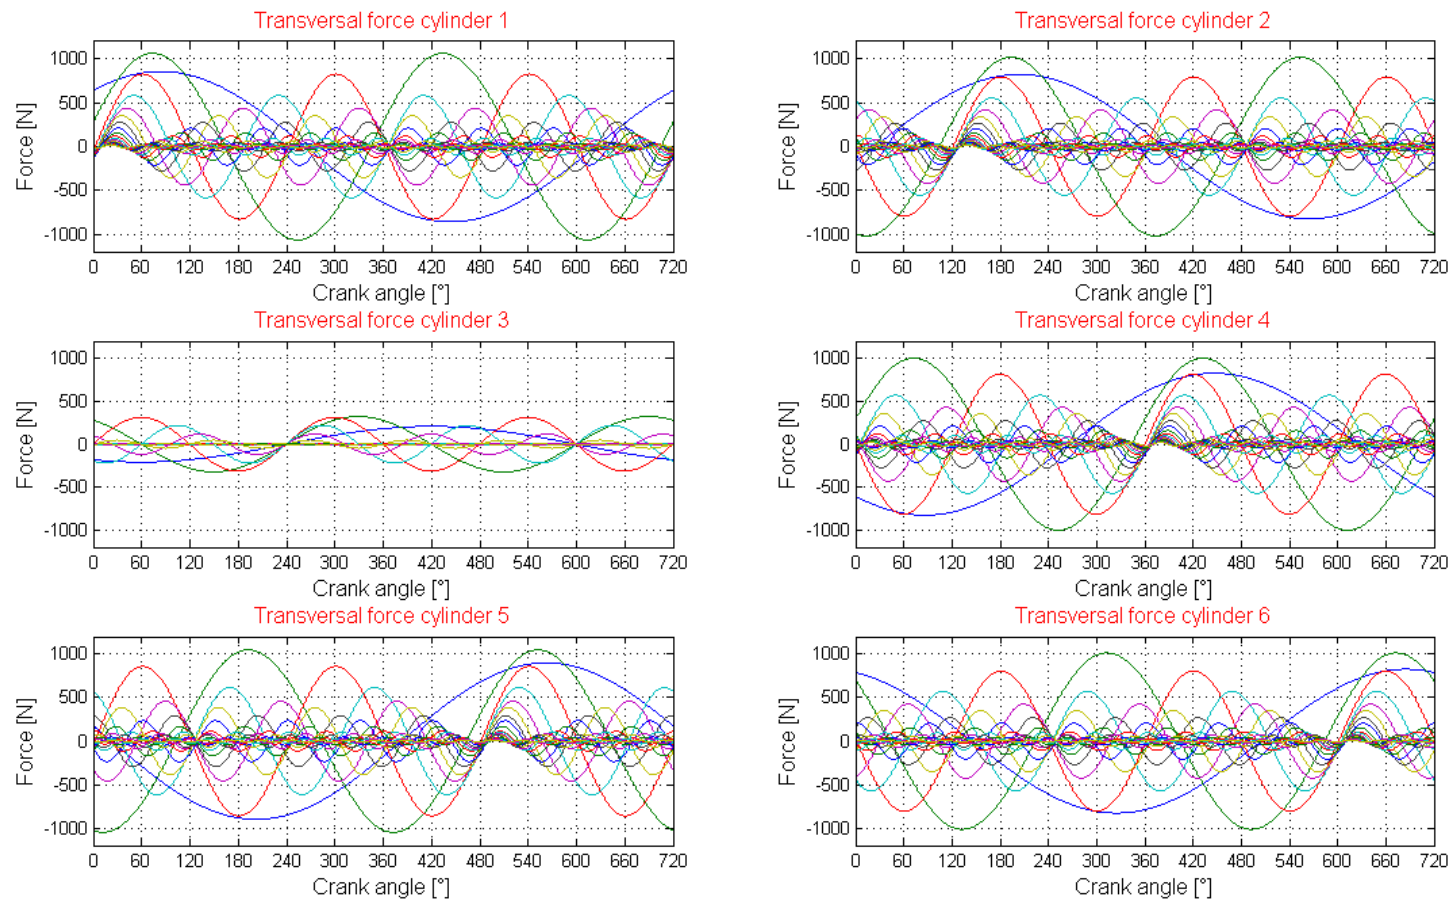 Transversal force cylinder 1
1000
500
0
-500
-1000
Force [N]
0 60 120 180 240 300 360 420 480 540 600 660 720
Crank angle [°]
Transversal force cylinder 2
1000
500
0
-500
-1000
Force [N]
0 60 120 180 240 300 360 420 480 540 600 660 720
Crank angle [°]
Transversal force cylinder 3
1000
500
0
-500
-1000
Force [N]
0 60 120 180 240 300 360 420 480 540 600 660 720
Crank angle [°]
Transversal force cylinder 4
1000
500
0
-500
-1000
Force [N]
0 60 120 180 240 300 360 420 480 540 600 660 720
Crank angle [°]
Transversal force cylinder 5
1000
500
0
-500
-1000
Force [N]
0 60 120 180 240 300 360 420 480 540 600 660 720
Crank angle [°]
Transversal force cylinder 6
1000
500
0
-500
-1000
Force [N]
0 60 120 180 240 300 360 420 480 540 600 660 720
Crank angle [°]